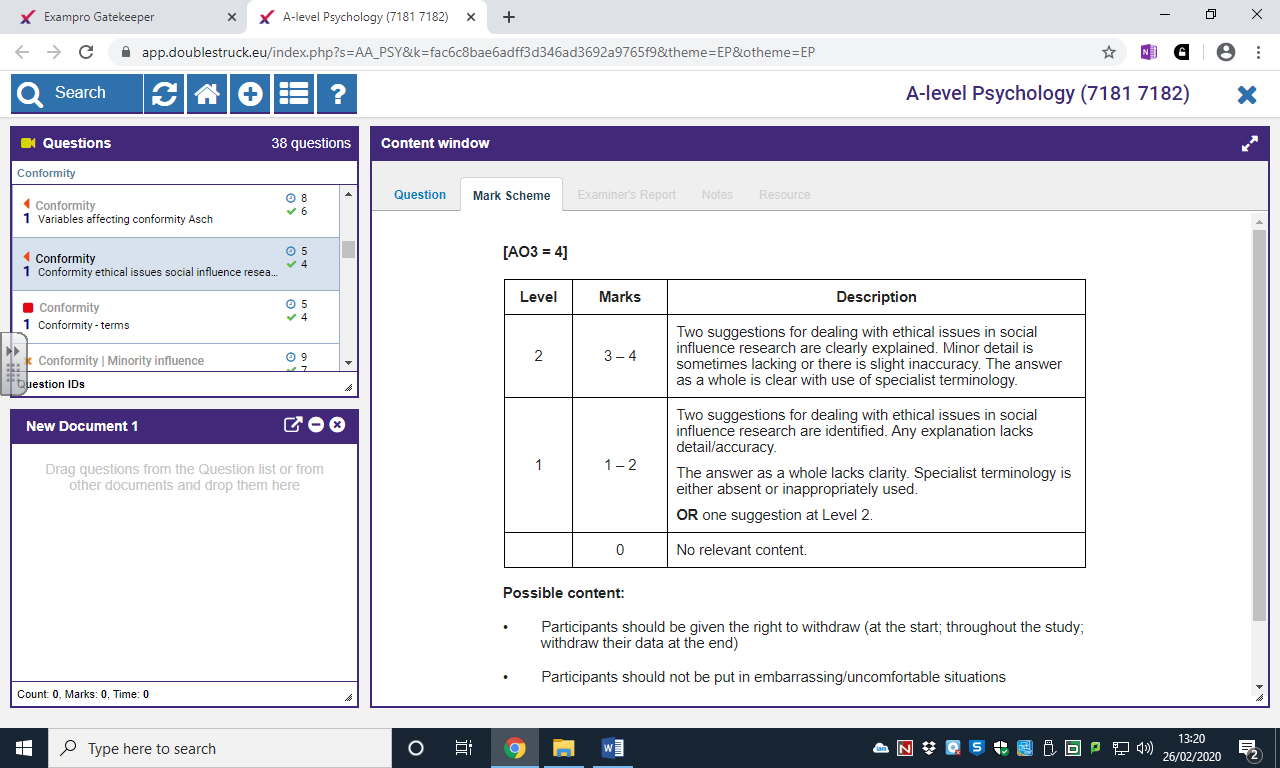 Exampro Gatekeeper
A-level Psychology (7181 7182)
app.doublestruck.eu/index.php?s=AA_PSY&k=fac6c8bae6adff3d346ad3692a9765f9&theme=EP&otheme=EP
Search
?
A-level Psychology (7181 7182)
Questions 38 questions
Conformity
Conformity 8
1 Variables affecting conformity Asch 6
Conformity 5
1 Conformity ethical issues social influence resea... 4
Conformity 5
1 Conformity - terms 4
Conformity | Minority influence 9
7
uestion IDs
New Document 1
Drag questions from the Question list or from
other documents and drop them here
Count: 0, Marks: 0, Time: 0
Content window
Question Mark Scheme Examiner's Report Notes Resource
[AO3 = 4]
Level Marks Description
2 3 – 4 Two suggestions for dealing with ethical issues in social
influence research are clearly explained. Minor detail is
sometimes lacking or there is slight inaccuracy. The answer
as a whole is clear with use of specialist terminology.
1 1 – 2 Two suggestions for dealing with ethical issues in social
influence research are identified. Any explanation lacks
detail/accuracy.
The answer as a whole lacks clarity. Specialist terminology is
either absent or inappropriately used.
OR one suggestion at Level 2.
0 No relevant content.
Possible content:
• Participants should be given the right to withdraw (at the start; throughout the study;
withdraw their data at the end)
• Participants should not be put in embarrassing/uncomfortable situations
Type here to search
13:20
26/02/2020
2